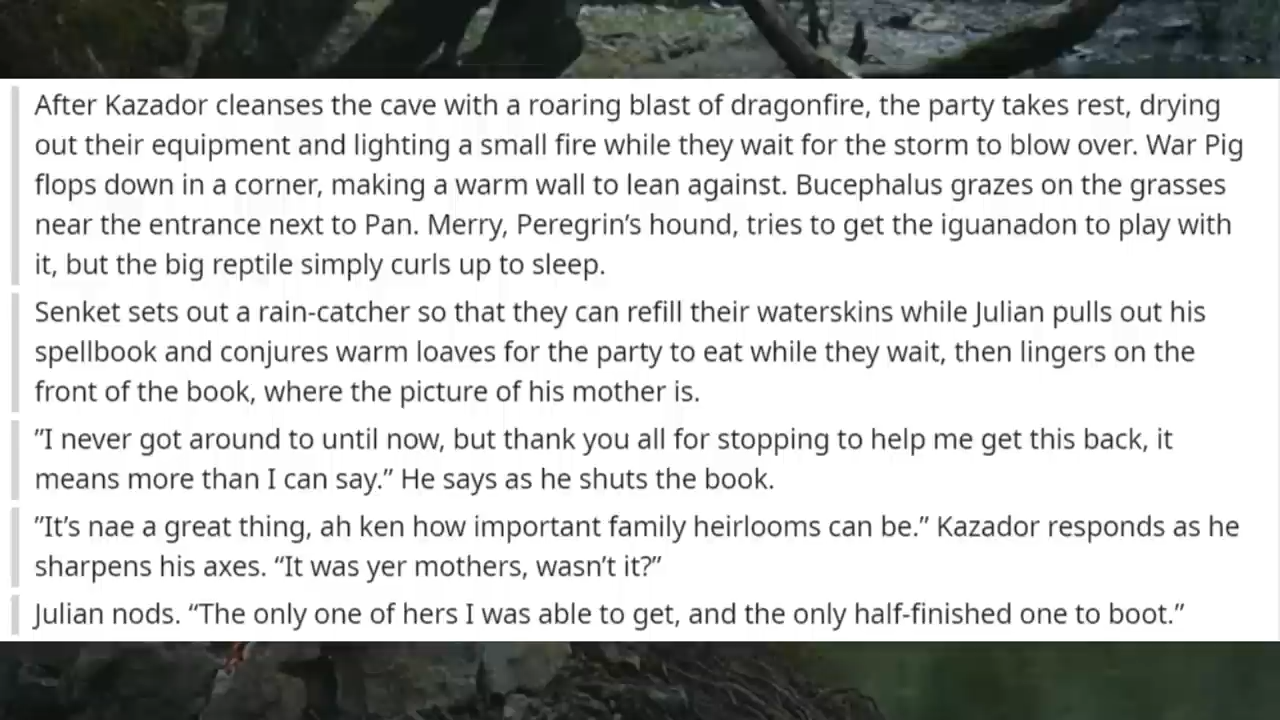 After Kazador cleanses the cave with a roaring blast of dragonfire, the party takes rest, drying
out their equipment and lighting a small fire while they wait for the storm to blow over. War Pig
flops down in a corner, making a warm wall to lean against. Bucephalus grazes on the grasses
near the entrance next to Pan. Merry, Peregrin’s hound, tries to get the iguanadon to play with
it, but the big reptile simply curls up to sleep.
Senket sets out a rain-catcher so that they can refill their waterskins while Julian pulls out his
spellbook and conjures warm loaves for the party to eat while they wait, then lingers on the
front of the book, where the picture of his mother is.
”I never got around to until now, but thank you all for stopping to help me get this back, it
means more than I can say.” He says as he shuts the book.
”It’s nae a great thing, ah ken how important family heirlooms can be.” Kazador responds as he
sharpens his axes. “It was yer mothers, wasn’t it?”
Julian nods. “The only one of hers I was able to get, and the only half-finished one to boot.”